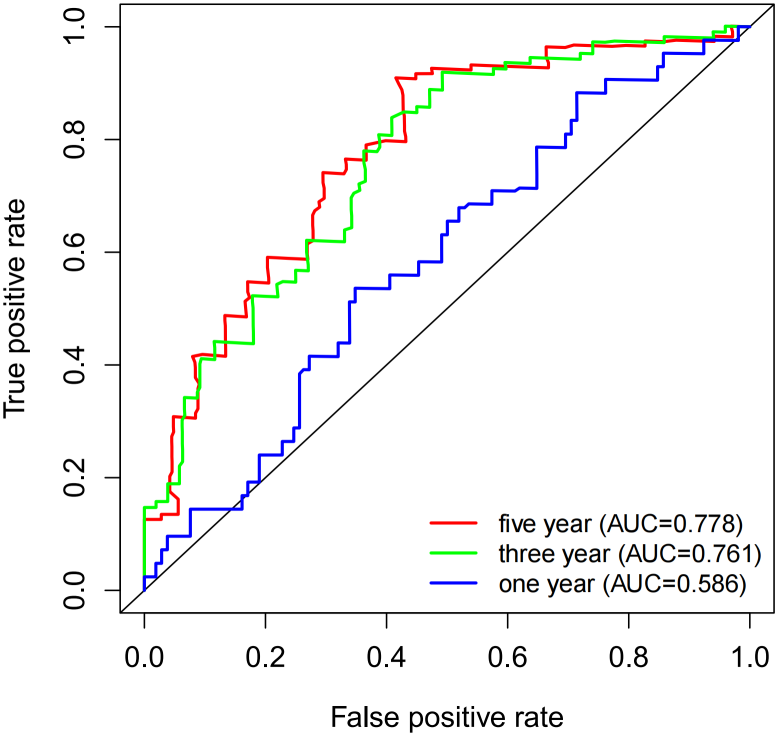 True positive rate
1.0
0.8
0.6
0.4
0.2
0.0
five year (AUC=0.778)
three year (AUC=0.761)
one year (AUC=0.586)
0.0 0.2 0.4 0.6 0.8 1.0
False positive rate